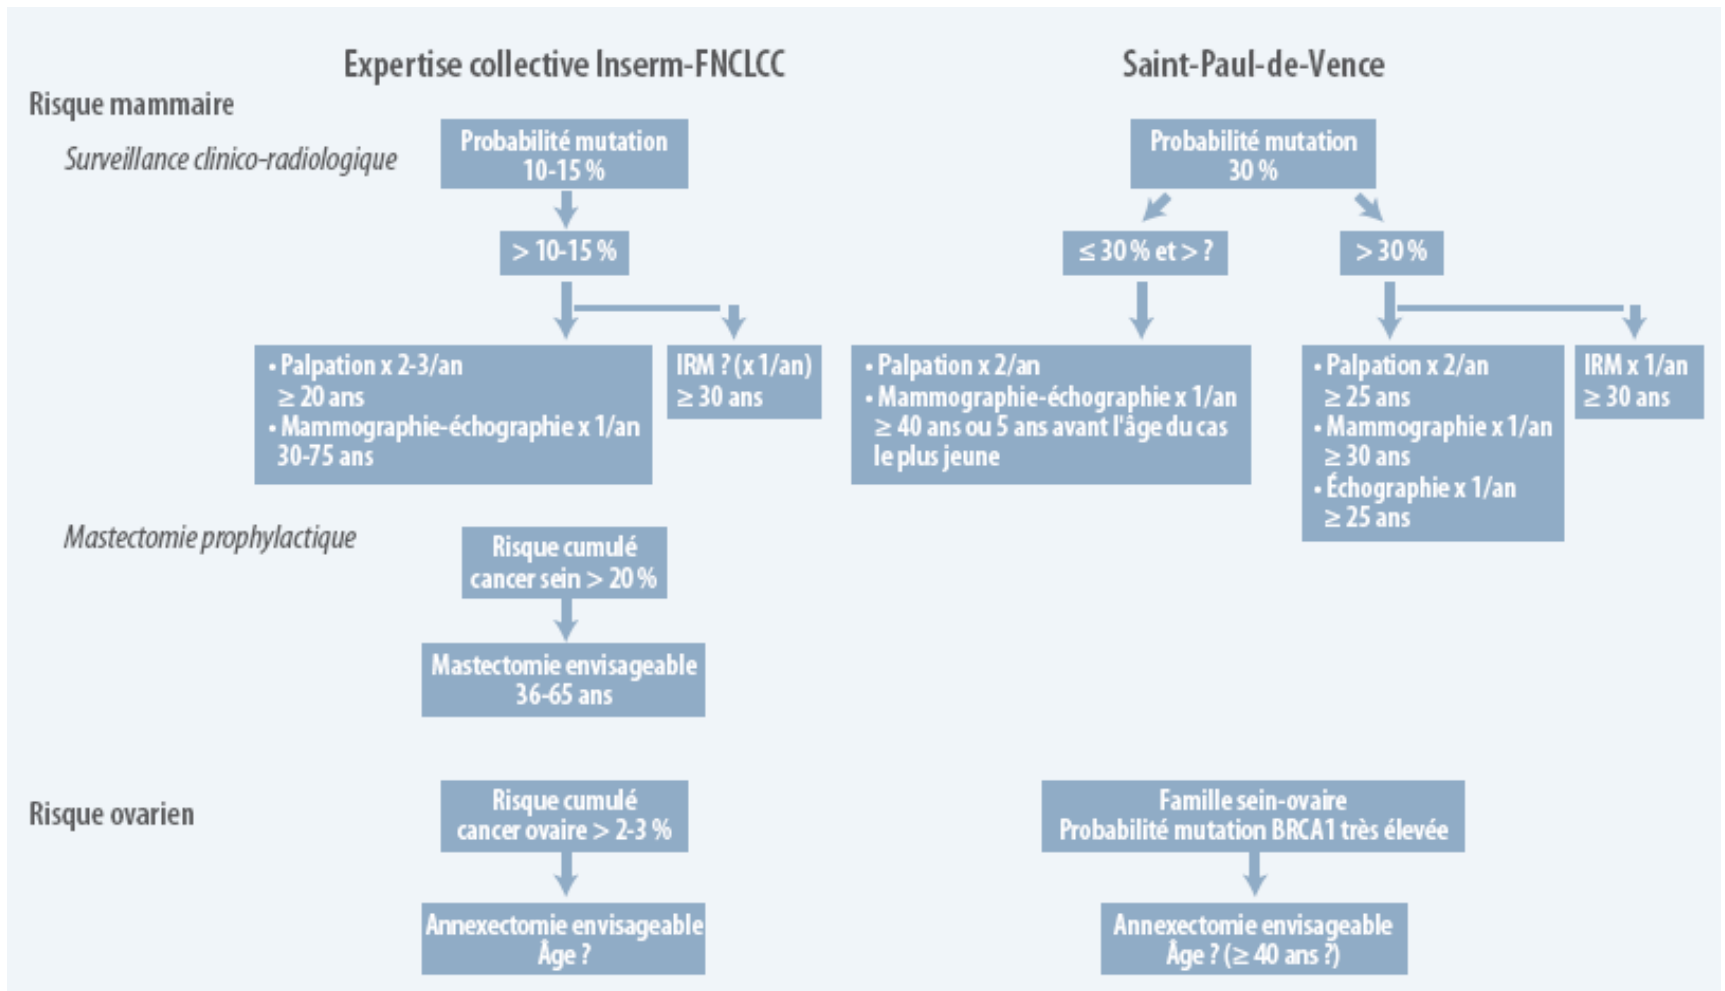 Expertise collective Inserm-FNCLCC
Saint-Paul-de-Vence
Risque mammaire
Surveillance clinico-radiologique
Probabilité mutation
10-15 %
> 10-15 %
• Palpation x 2-3/an
≥ 20 ans
• Mammographie-échographie x 1/an
30-75 ans
IRM ? (x 1/an)
≥ 30 ans
Probabilité mutation
30 %
≤ 30 % et > ?
> 30 %
• Palpation x 2/an
• Mammographie-échographie x 1/an
≥ 40 ans ou 5 ans avant l'âge du cas
le plus jeune
• Palpation x 2/an
≥ 25 ans
• Mammographie x 1/an
≥ 30 ans
• Échographie x 1/an
≥ 25 ans
IRM x 1/an
≥ 30 ans
Mastectomie prophylactique
Risque cumulé
cancer sein > 20 %
Mastectomie envisageable
36-65 ans
Risque ovarien
Risque cumulé
cancer ovaire > 2-3 %
Annexectomie envisageable
Âge ?
Famille sein-ovaire
Probabilité mutation BRCA1 très élevée
Annexectomie envisageable
Âge ? (≥ 40 ans ?)